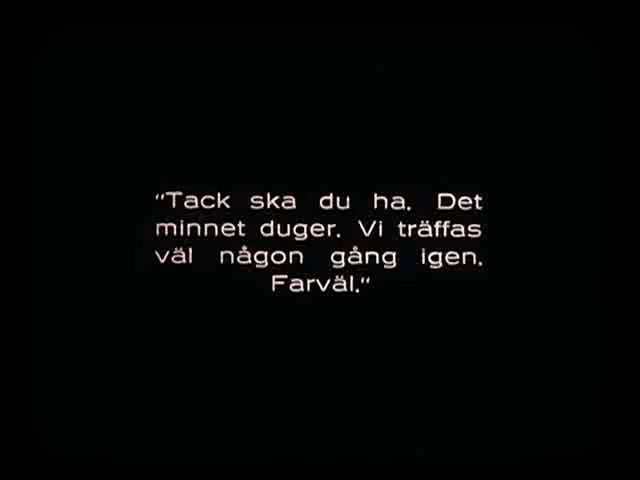 "Tack ska du ha. Det
minnet duger. Vi träffas
väl någon gång igen.
Farväl."